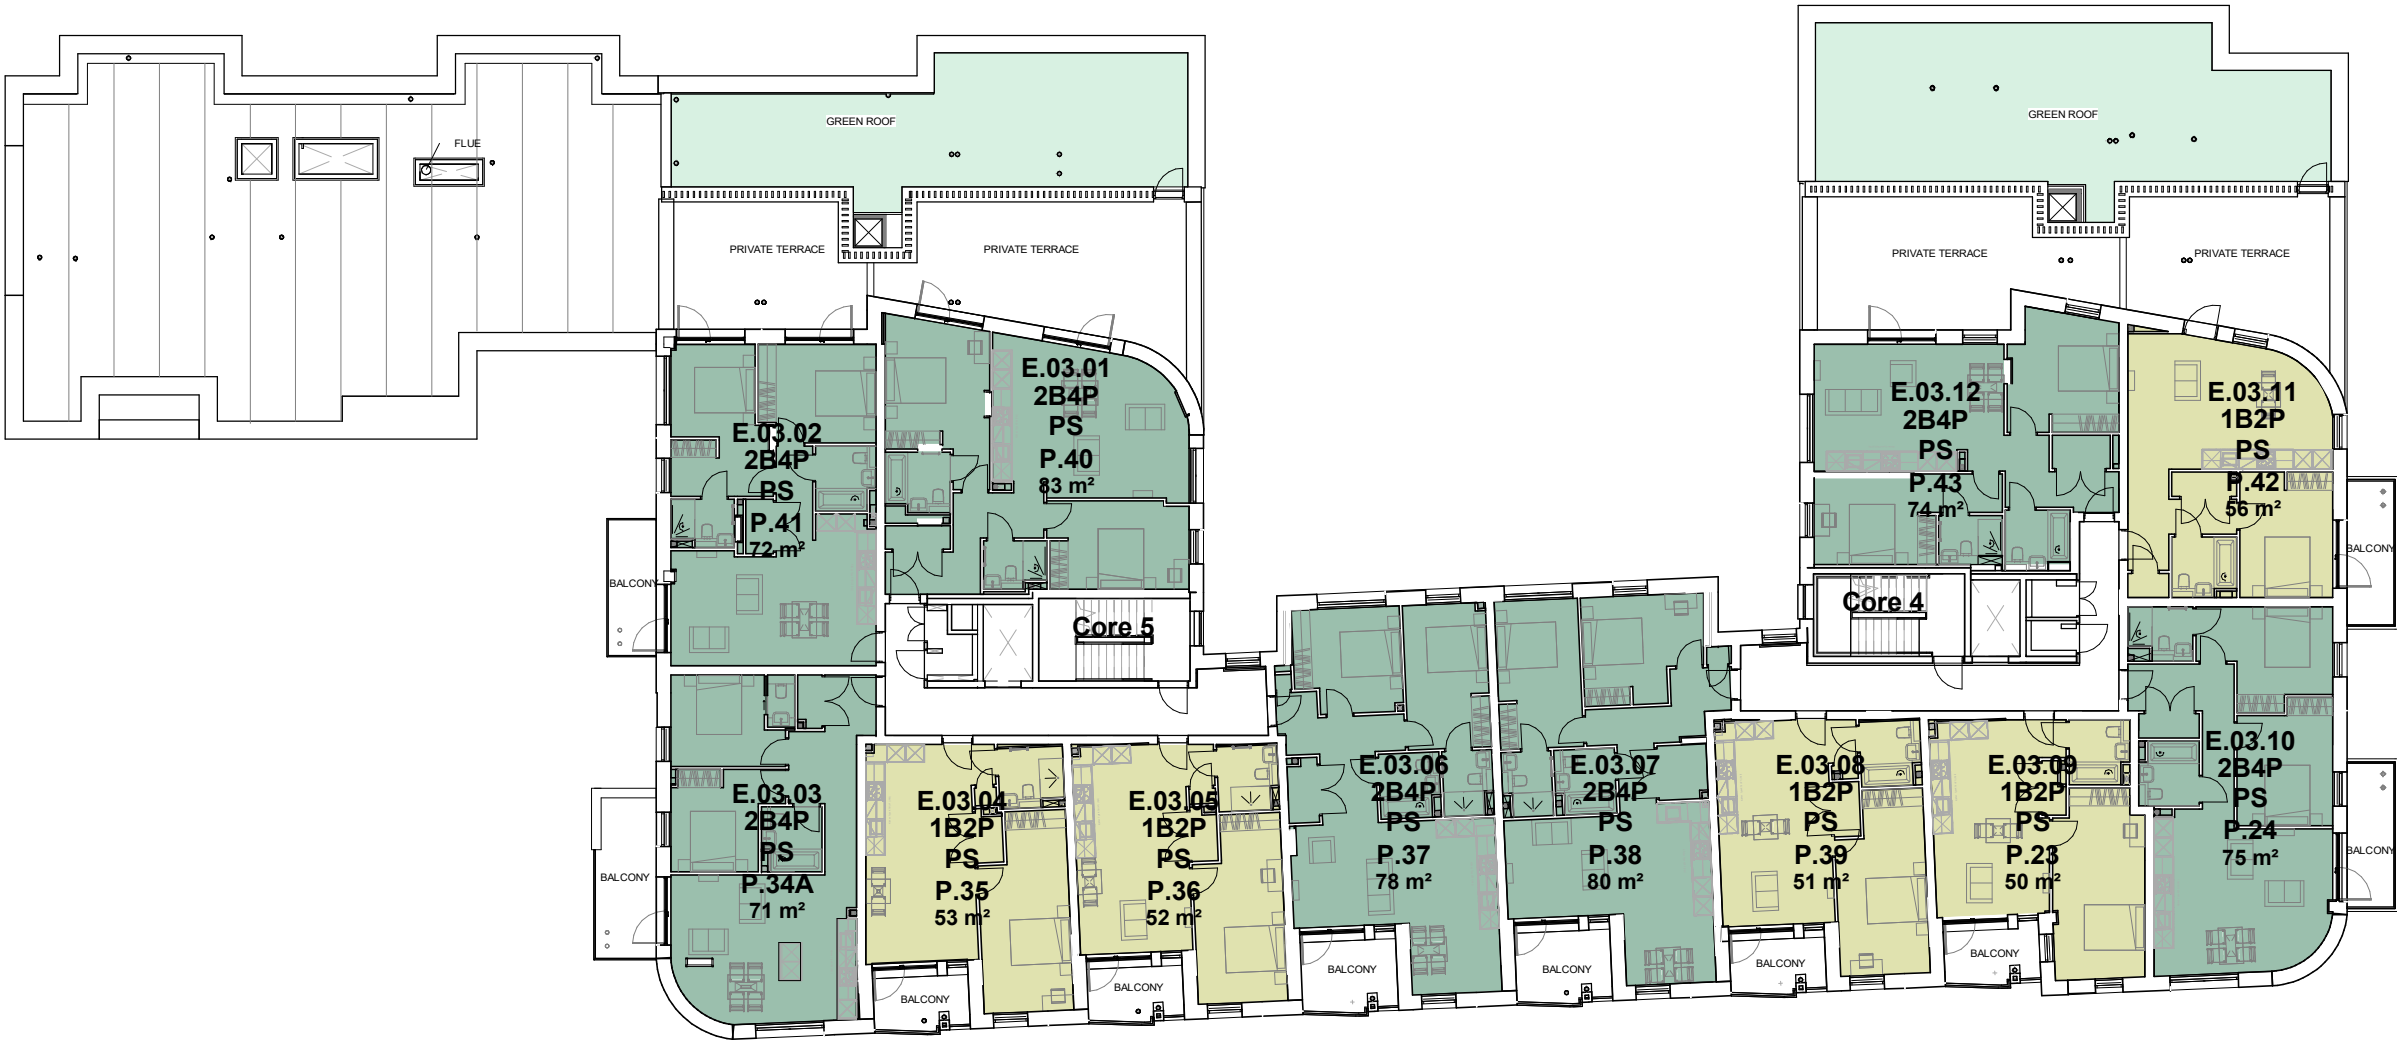 GREEN ROOF
GREEN ROOF
FLUE
PRIVATE TERRACE
PRIVATE TERRACE
PRIVATE TERRACE
PRIVATE TERRACE
E.03.01
2B4P
PS
P.40
83 m²
E.03.02
2B4P
PS
P.41
72 m²
E.03.12
2B4P
PS
P.43
74 m²
E.03.11
1B2P
PS
P.42
56 m²
BALCONY
BALCONY
Core 5
Core 4
E.03.03
2B4P
PS
P.34A
71 m²
BALCONY
E.03.04
1B2P
PS
P.35
53 m²
E.03.05
1B2P
PS
P.36
52 m²
E.03.06
2B4P
PS
P.37
78 m²
E.03.07
2B4P
PS
P.38
80 m²
E.03.08
1B2P
PS
P.39
51 m²
E.03.09
1B2P
PS
P.23
50 m²
E.03.10
2B4P
PS
P.24
75 m²
BALCONY
BALCONY
BALCONY
BALCONY
BALCONY
BALCONY
BALCONY